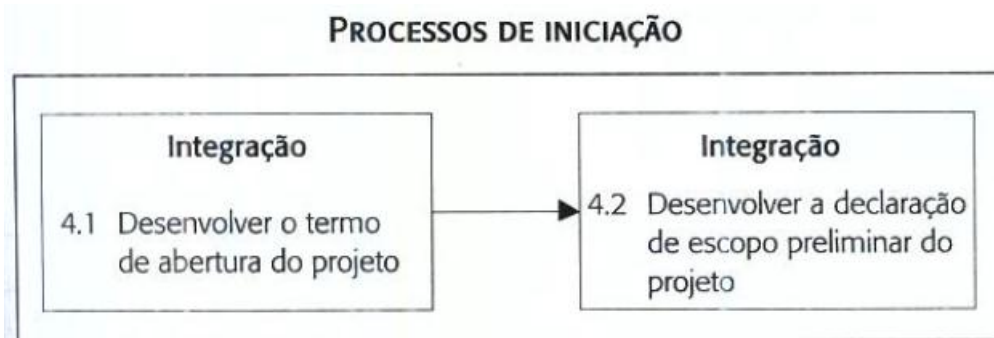 PROCESSOS DE INICIAÇÃO
Integração
4.1 Desenvolver o termo
de abertura do projeto
Integração
4.2 Desenvolver a declaração
de escopo preliminar do
projeto